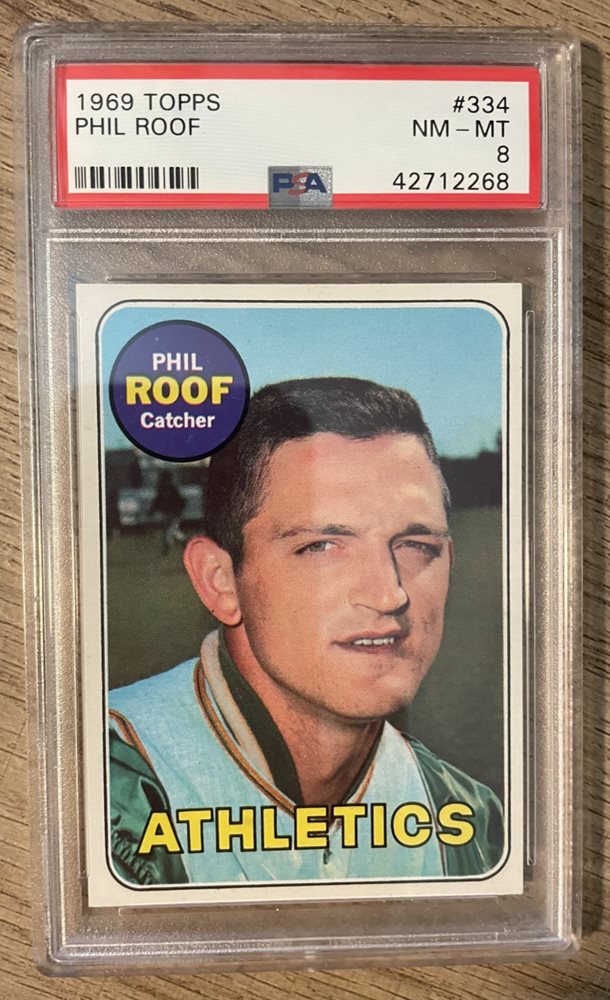 1969 TOPPS #334
PHIL ROOF NM - MT
8
PSA 42712268
PHIL
ROOF
Catcher
ATHLETICS